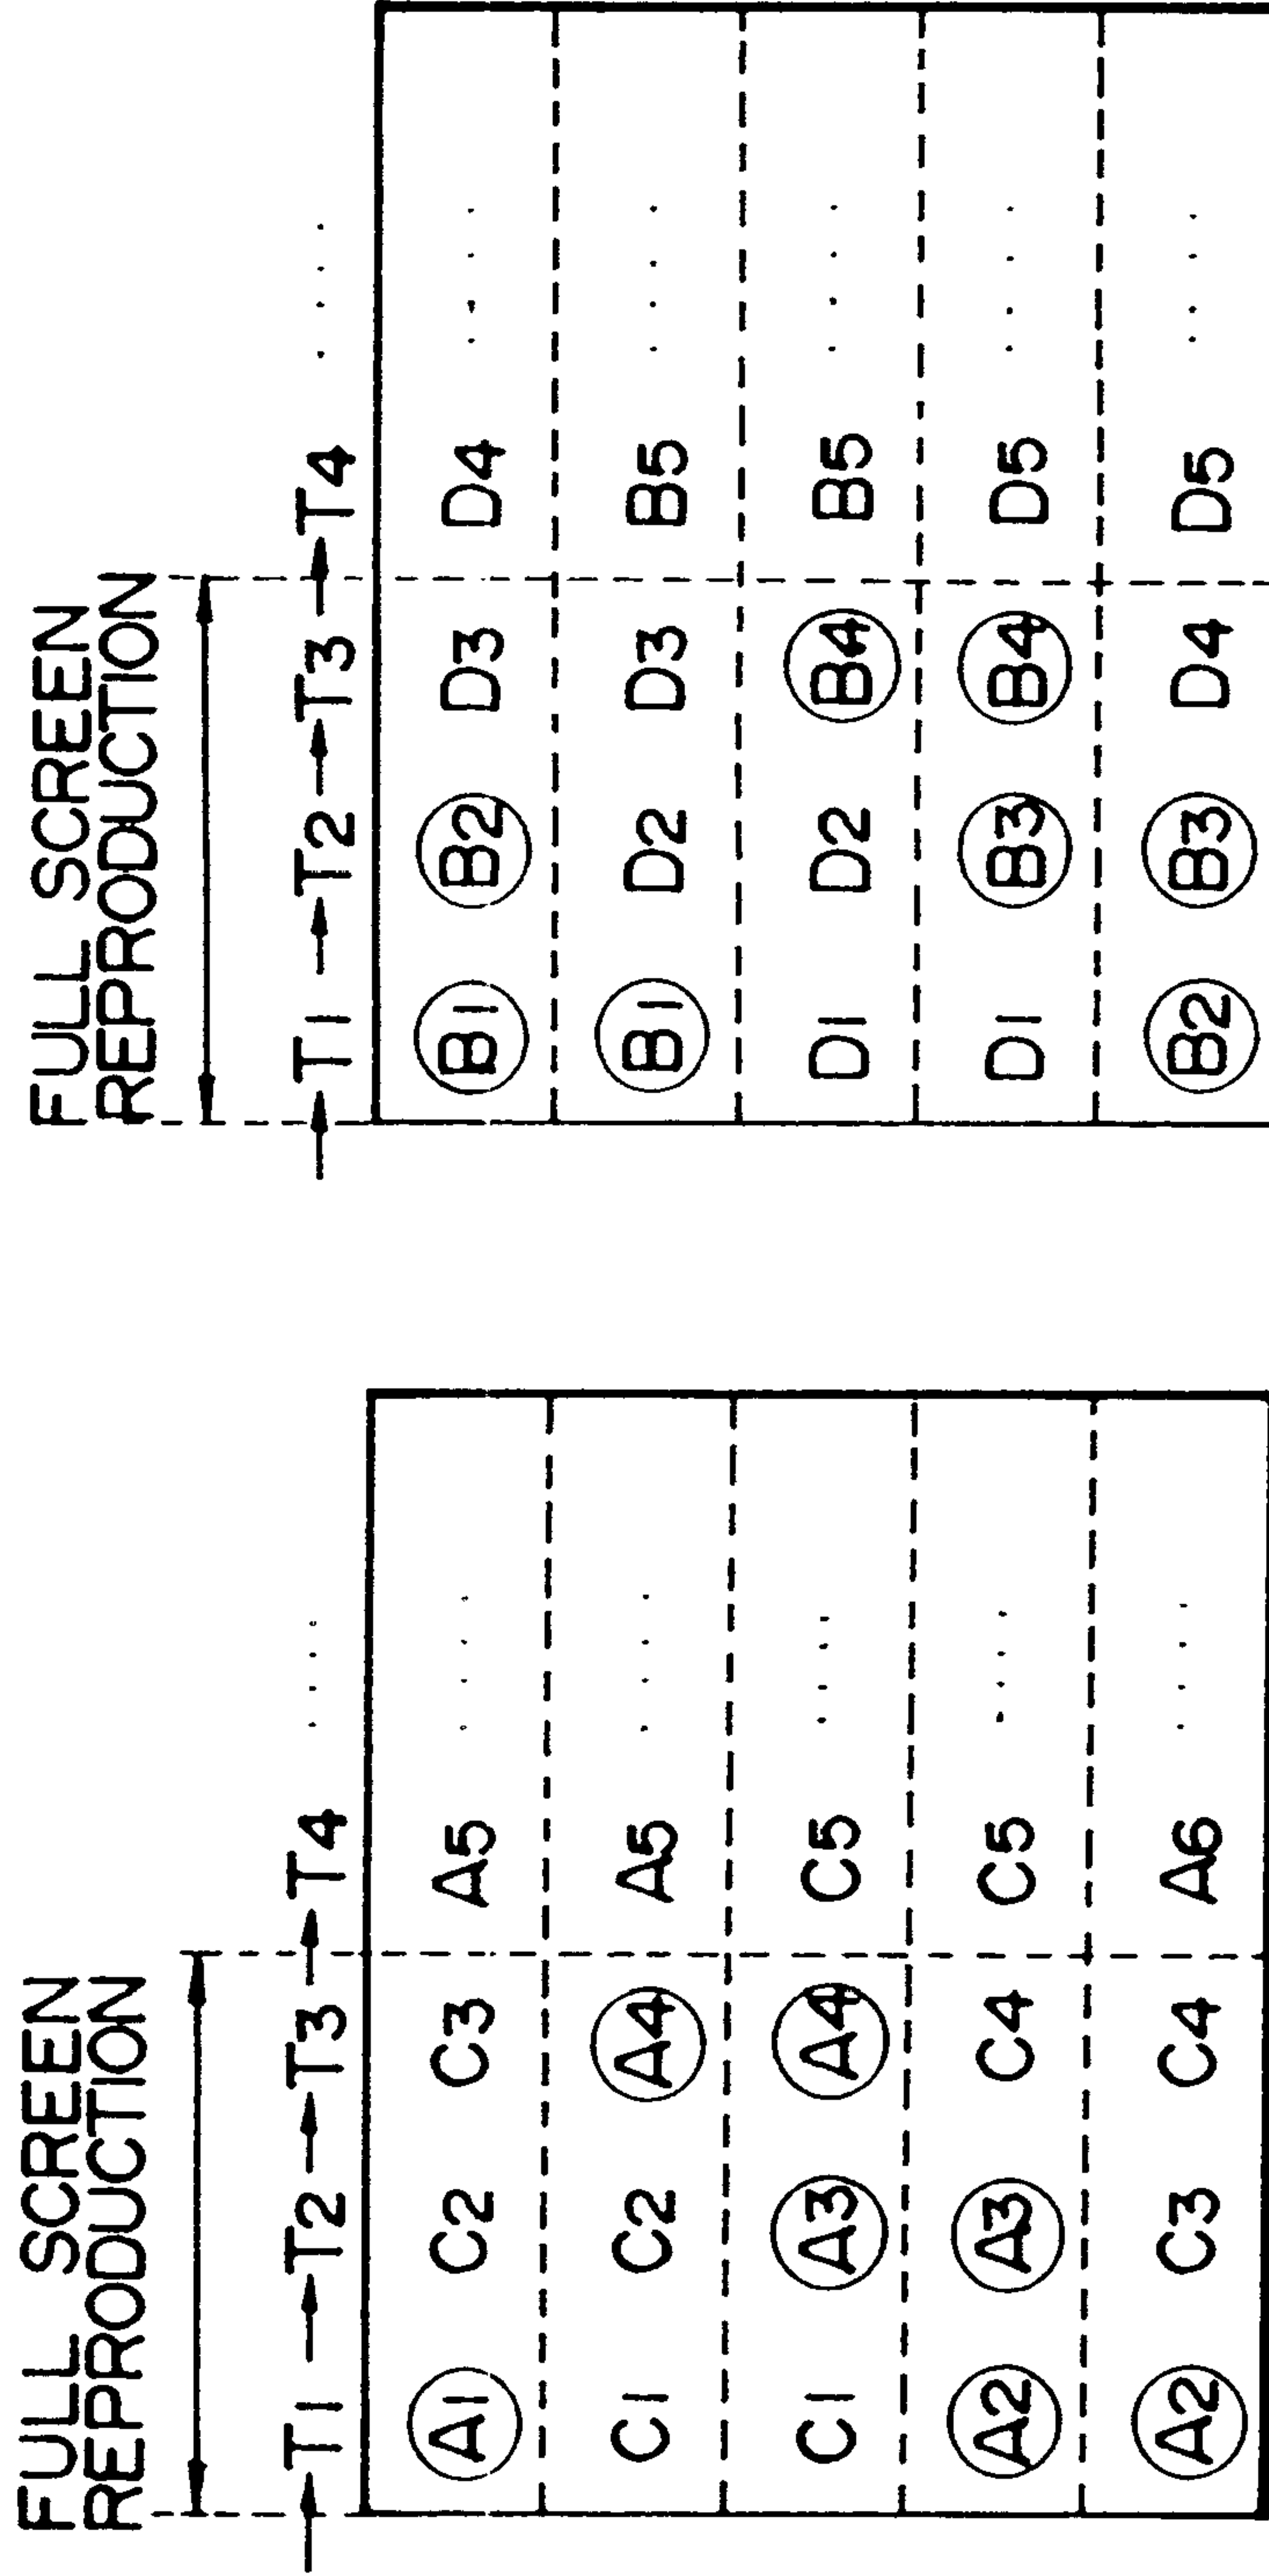 FULL SCREEN
REPRODUCTION
→T1→T2→T3→T4 ....
A1 C2 C3 A5 ....
C1 C2 A4 A5 ....
C1 A3 A4 C5 ....
A2 A3 C4 C5 ....
A2 C3 C4 A6 ....
FULL SCREEN
REPRODUCTION
→T1→T2→T3→T4 ....
B1 B2 D3 D4 ....
B1 D2 D3 B5 ....
D1 D2 B4 B5 ....
D1 B3 B4 D5 ....
B2 B3 D4 D5 ....